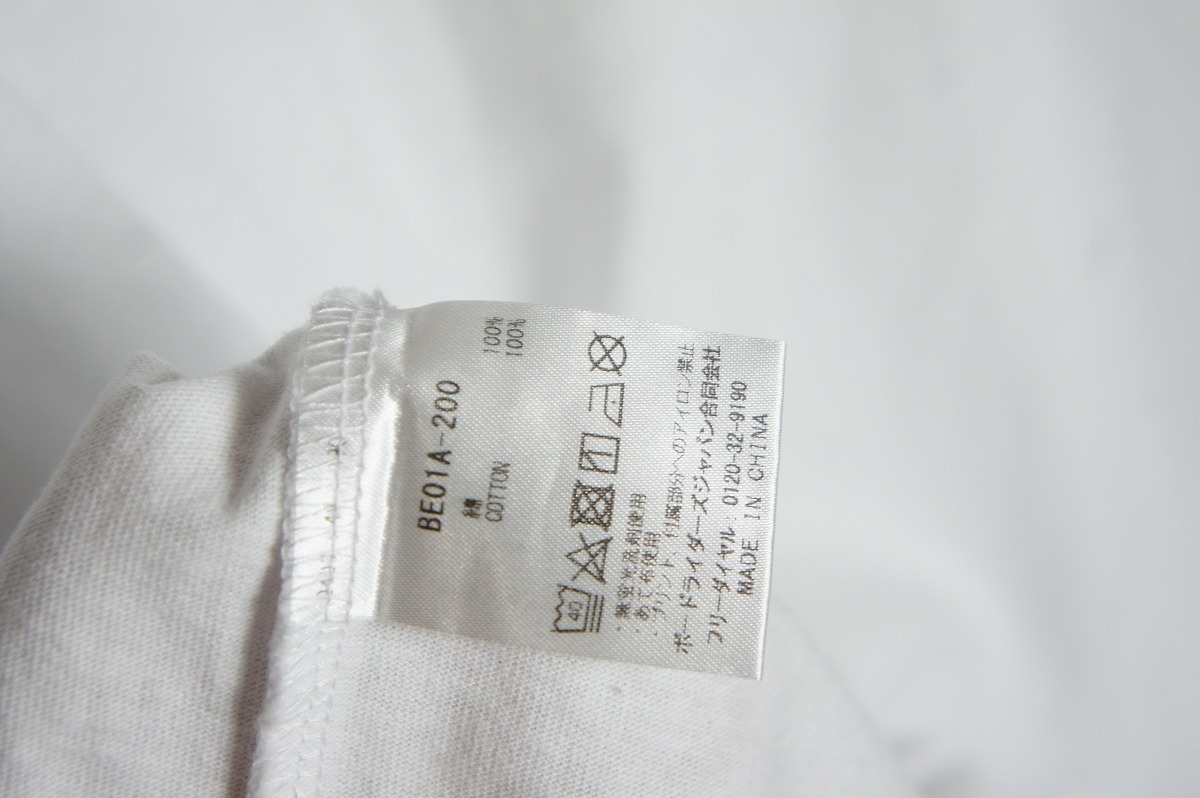 BE01A-200
綿 100%
COTTON 100%
40
・無蛍光洗剤使用
・あて布使用
・プリント、付属部分へのアイロン禁止
ボードライダーズジャパン合同会社
フリーダイヤル 0120-32-9190
MADE IN CHINA